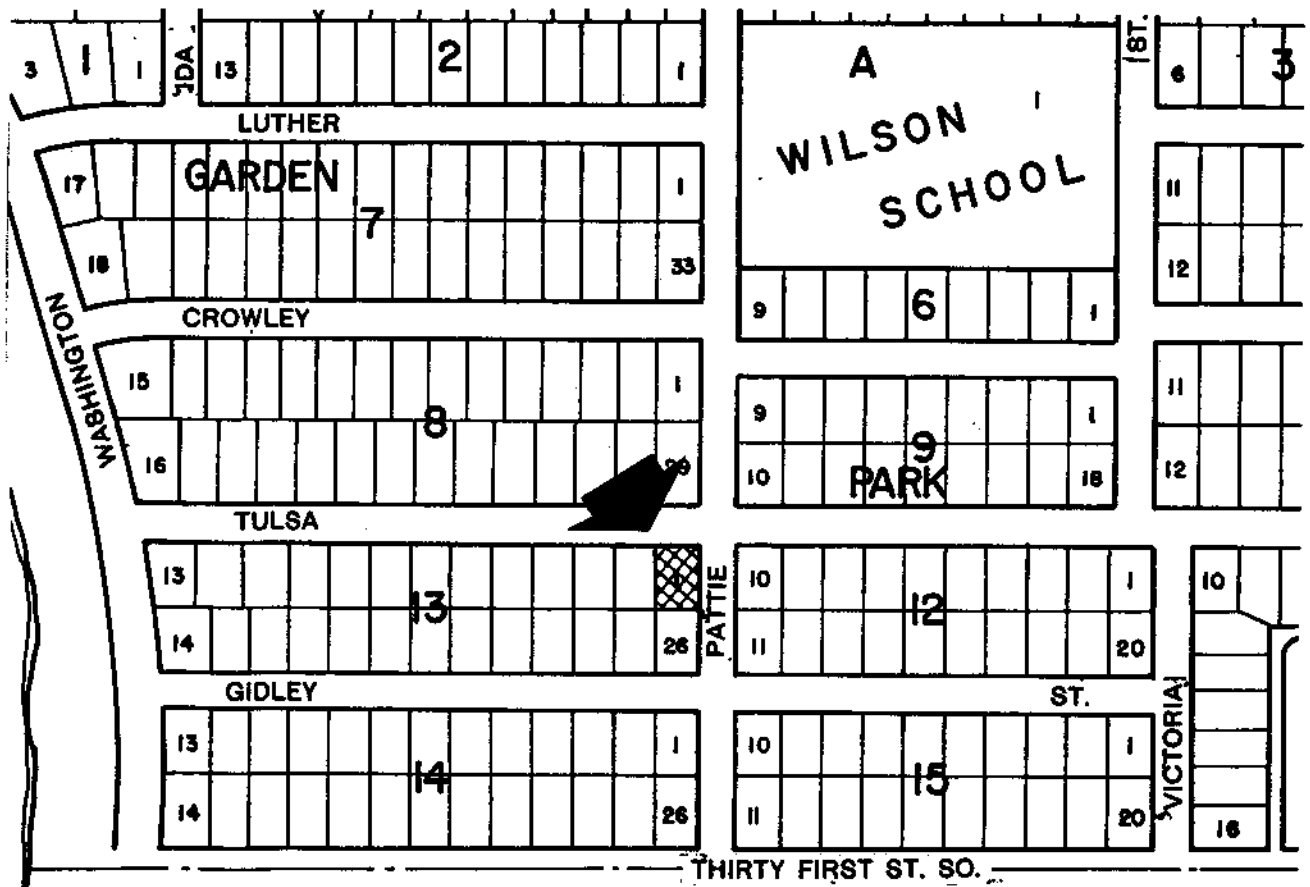 3 1 1 IDA 13 2 1 A 1 ST. 6 3
LUTHER
WILSON
SCHOOL
17 GARDEN 1 11
7
18 33 12
CROWLEY 9 6 1
WASHINGTON
15 1 9 1 11
8 9
16 29 10 PARK 18 12
TULSA
13 PATTIE 10 1 10
13 12
14 26 11 20
GIDLEY ST.
VICTORIA
13 1 10 1
14 15
14 26 11 20 16
THIRTY FIRST ST. SO.